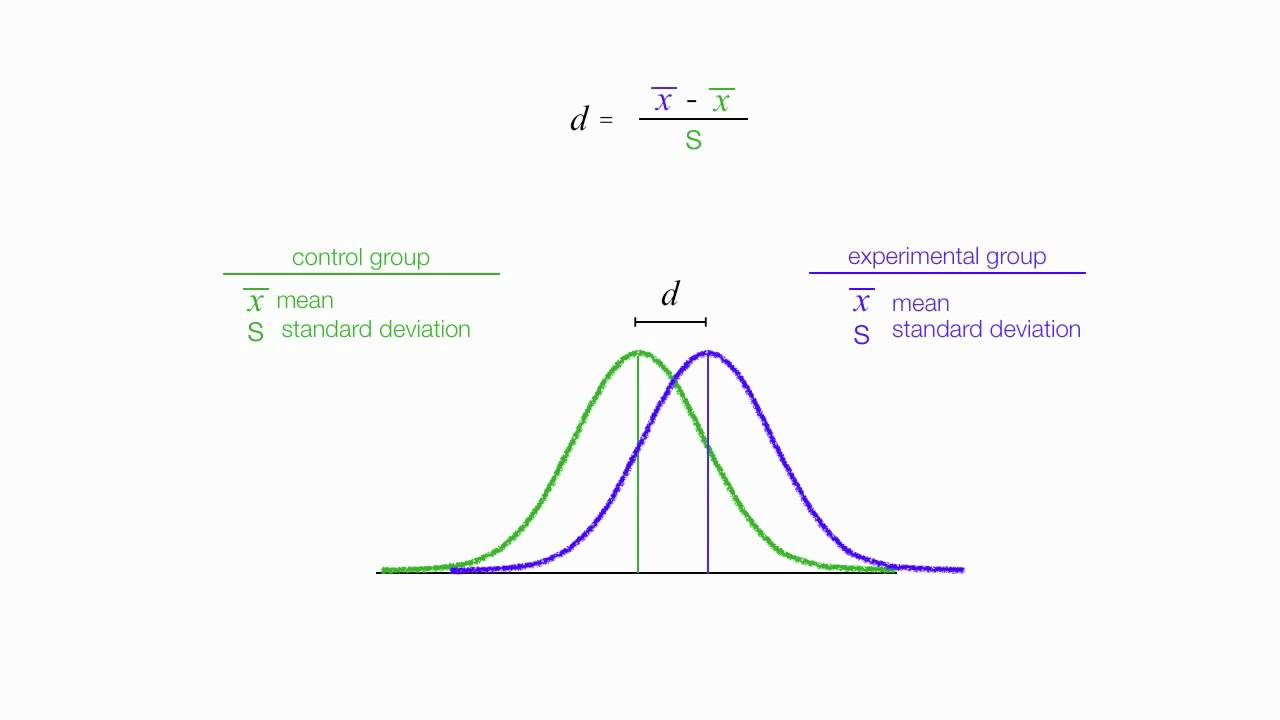 d = x̄ - x̄
S
control group
x̄ mean
S standard deviation
experimental group
x̄ mean
S standard deviation
d